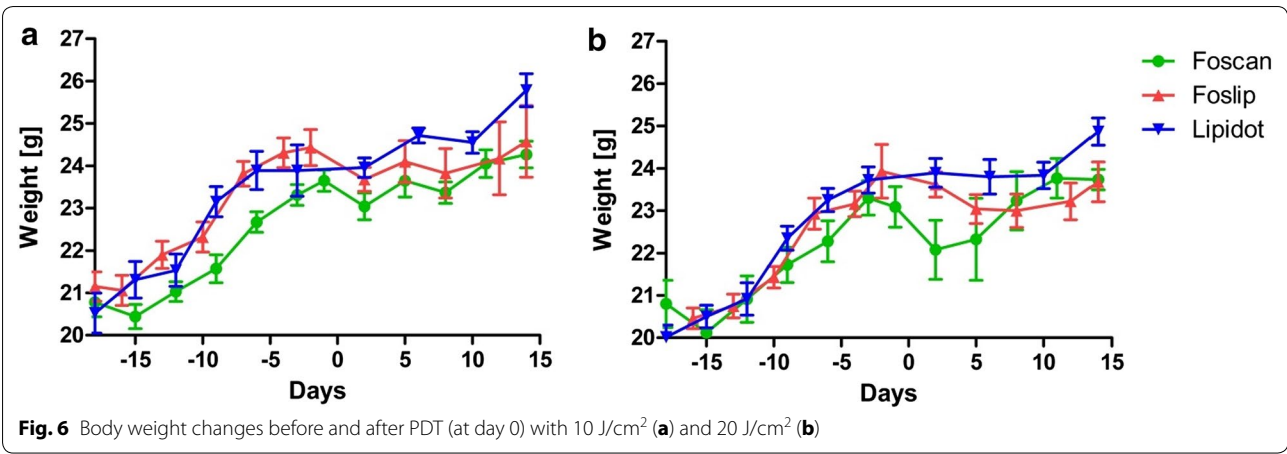 a
27
26
25
24
23
22
21
20
Weight [g]
-15 -10 -5 0 5 10 15
Days
b
27
26
25
24
23
22
21
20
Weight [g]
-15 -10 -5 0 5 10 15
Days
Foscan
Foslip
Lipidot
Fig. 6 Body weight changes before and after PDT (at day 0) with 10 J/cm² (a) and 20 J/cm² (b)